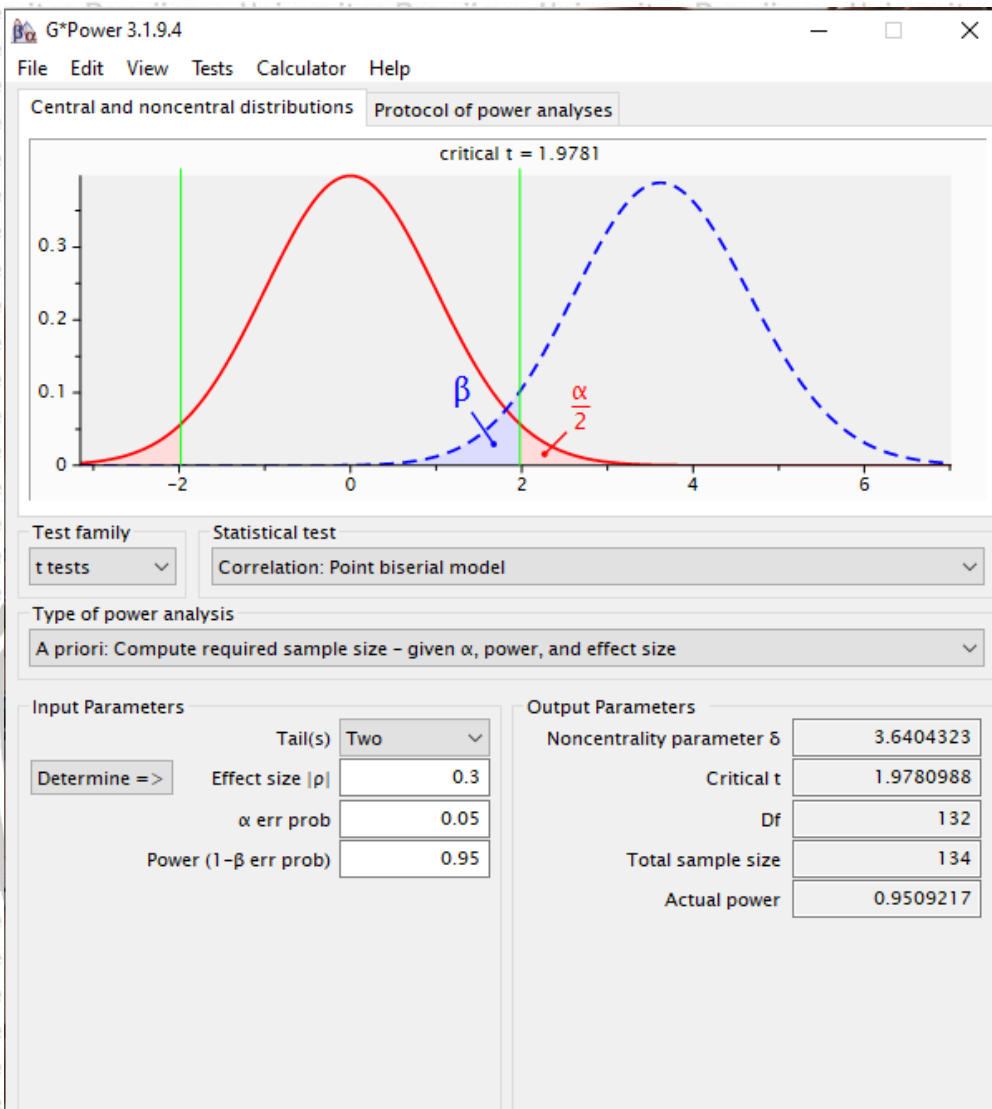 G*Power 3.1.9.4
File Edit View Tests Calculator Help
Central and noncentral distributions Protocol of power analyses
critical t = 1.9781
0.3
0.2
0.1
0
β
α
2
-2 0 2 4 6
Test family Statistical test
t tests Correlation: Point biserial model
Type of power analysis
A priori: Compute required sample size – given α, power, and effect size
Input Parameters
Tail(s) Two
Determine => Effect size |ρ| 0.3
α err prob 0.05
Power (1-β err prob) 0.95
Output Parameters
Noncentrality parameter δ 3.6404323
Critical t 1.9780988
Df 132
Total sample size 134
Actual power 0.9509217